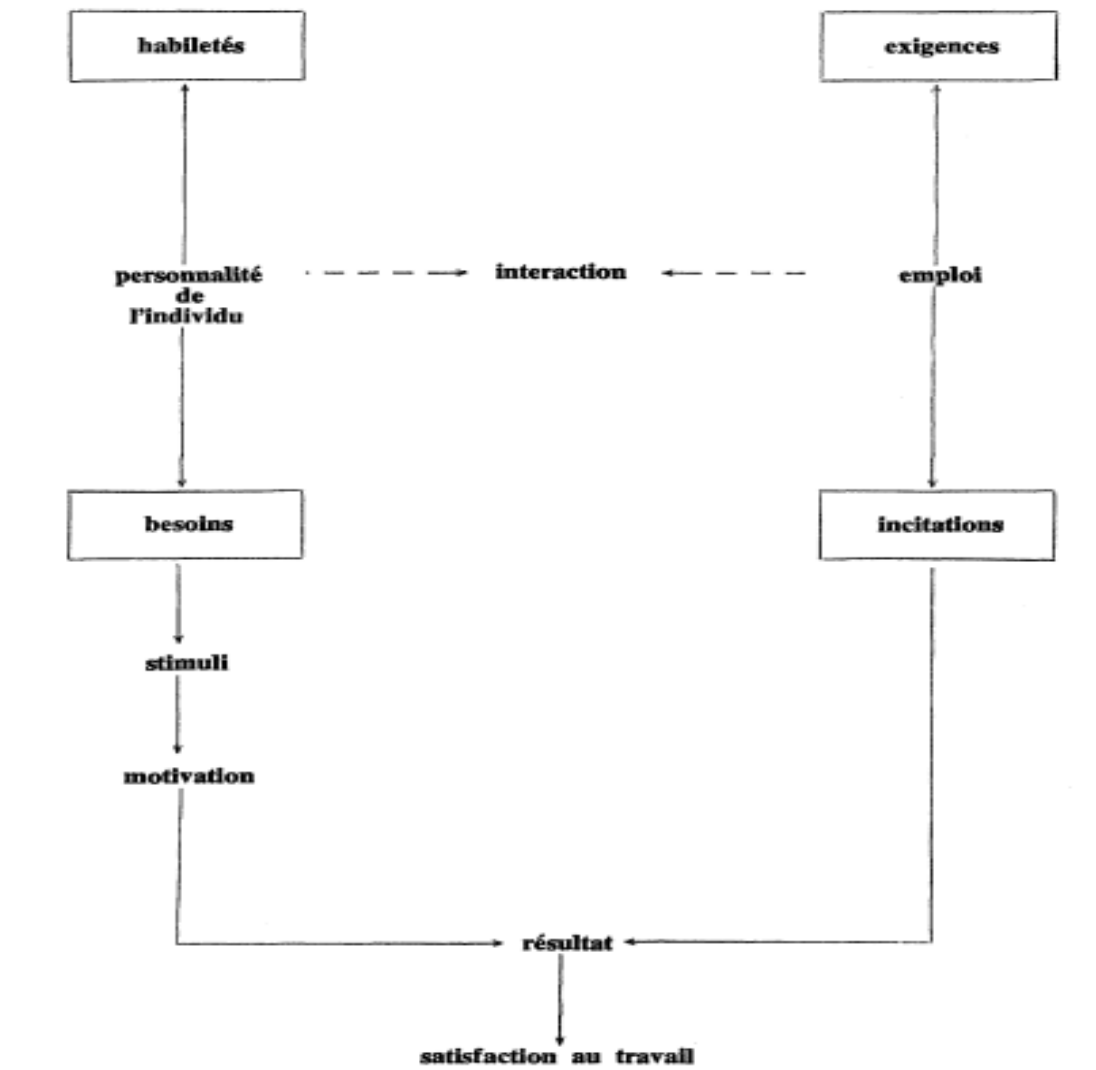 habiletés
exigences
personnalité
de
l'individu
interaction
emploi
besoins
incitations
stimuli
motivation
résultat
satisfaction au travail